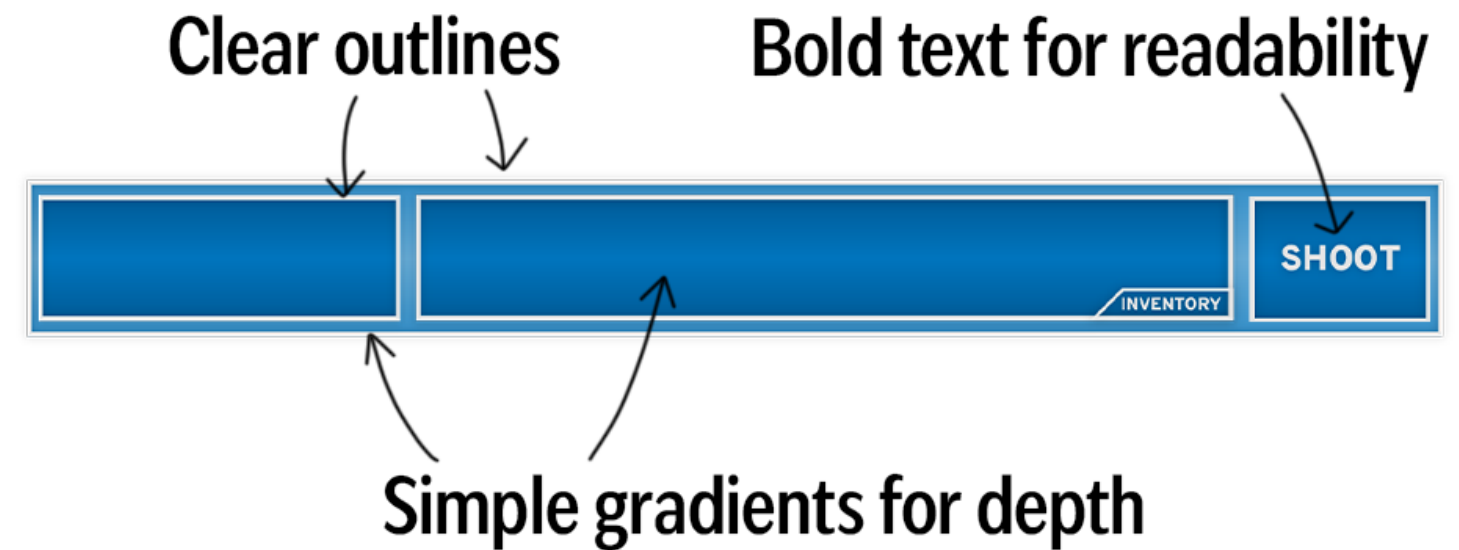 Clear outlines
Bold text for readability
SHOOT
INVENTORY
Simple gradients for depth